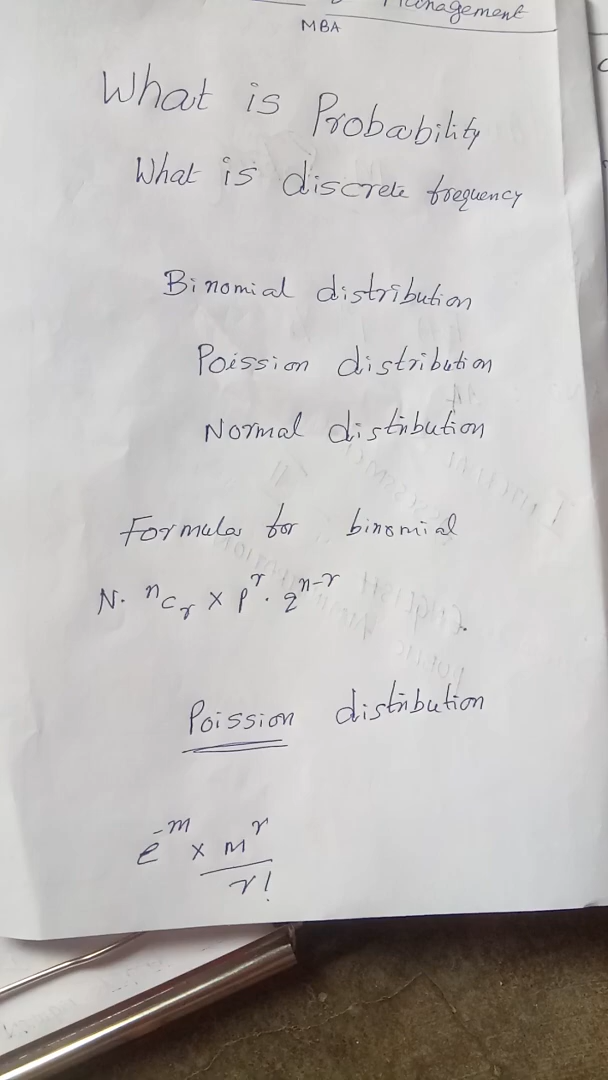 Management
MBA
What is Probability
What is discrete frequency
Binomial distribution
Poission distribution
Normal distribution
Formulas for binomial
N. ⁿCᵣ × pʳ. qⁿ⁻ʳ
Poission distribution
e⁻ᵐ × mʳ
r!